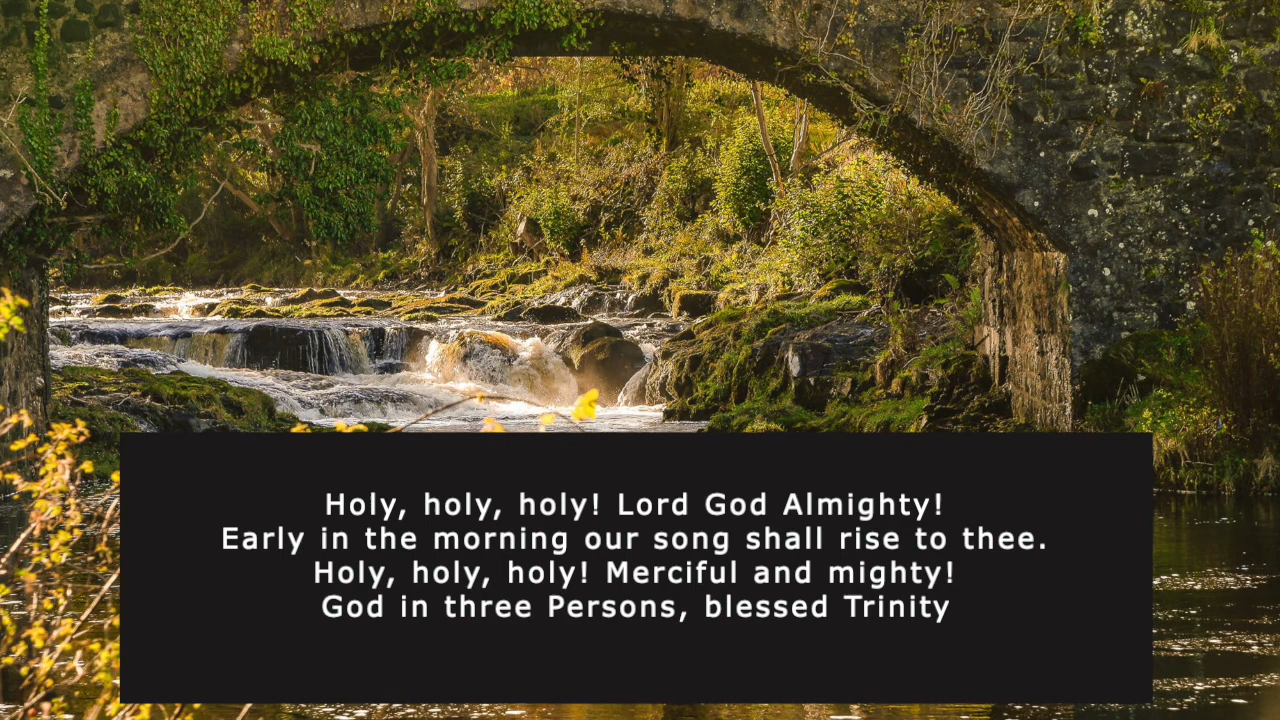 Holy, holy, holy! Lord God Almighty!
Early in the morning our song shall rise to thee.
Holy, holy, holy! Merciful and mighty!
God in three Persons, blessed Trinity